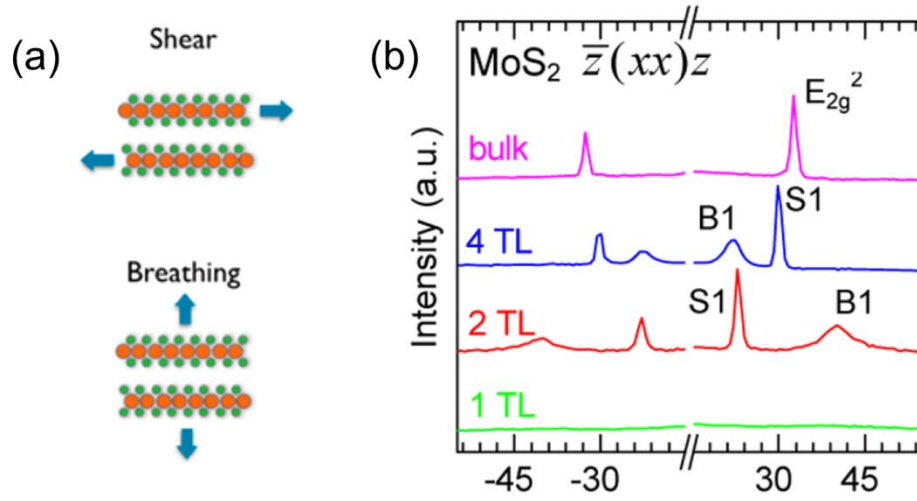 (a)
Shear
Breathing
(b)
MoS₂ z̅(xx)z
E₂g²
bulk
S1
B1
4 TL
S1
B1
2 TL
1 TL
Intensity (a.u.)
-45 -30 30 45